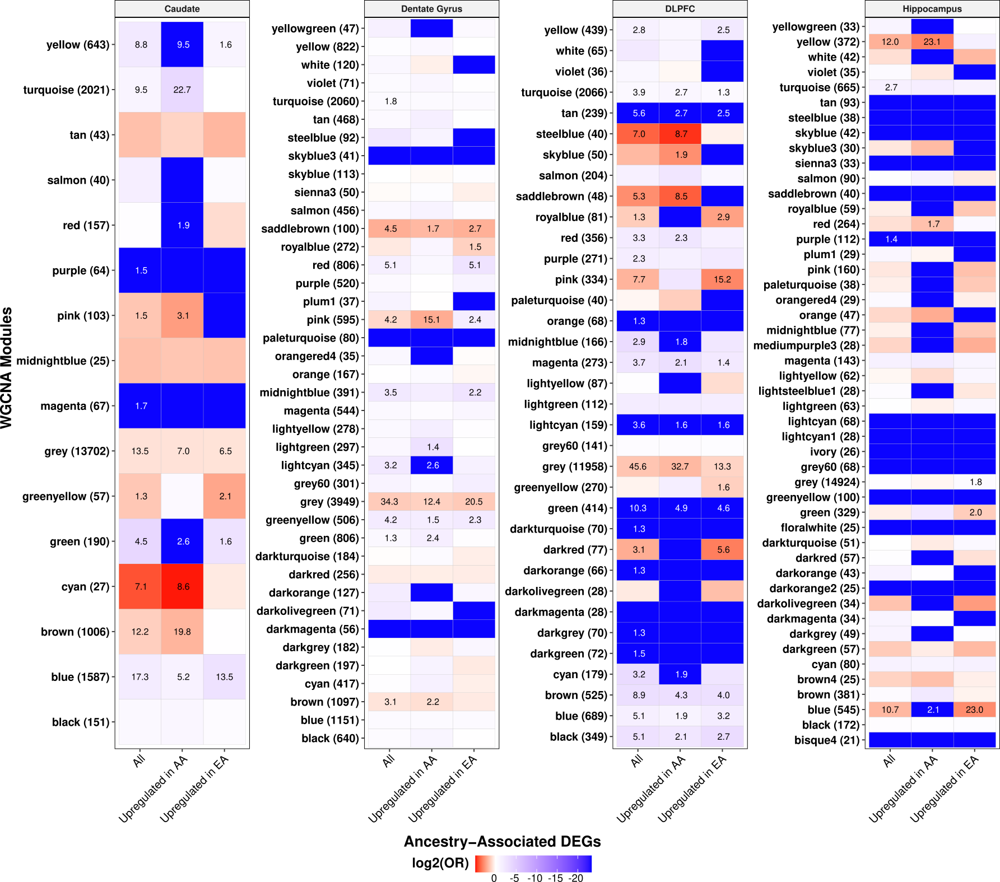 WGCNA Modules
Caudate
yellow (643) 8.8 9.5 1.6
turquoise (2021) 9.5 22.7
tan (43)
salmon (40)
red (157) 1.9
purple (64) 1.5
pink (103) 1.5 3.1
midnightblue (25)
magenta (67) 1.7
grey (13702) 13.5 7.0 6.5
greenyellow (57) 1.3 2.1
green (190) 4.5 2.6 1.6
cyan (27) 7.1 8.6
brown (1006) 12.2 19.8
blue (1587) 17.3 5.2 13.5
black (151)
All
Upregulated in AA
Upregulated in EA
Dentate Gyrus
yellowgreen (47)
yellow (822)
white (120)
violet (71)
turquoise (2060) 1.8
tan (468)
steelblue (92)
skyblue3 (41)
skyblue (113)
sienna3 (50)
salmon (456)
saddlebrown (100) 4.5 1.7 2.7
royalblue (272) 1.5
red (806) 5.1 5.1
purple (520)
plum1 (37)
pink (595) 4.2 15.1 2.4
paleturquoise (80)
orangered4 (35)
orange (167)
midnightblue (391) 3.5 2.2
magenta (544)
lightyellow (278)
lightgreen (297) 1.4
lightcyan (345) 3.2 2.6
grey60 (301)
grey (3949) 34.3 12.4 20.5
greenyellow (506) 4.2 1.5 2.3
green (806) 1.3 2.4
darkturquoise (184)
darkred (256)
darkorange (127)
darkolivegreen (71)
darkmagenta (56)
darkgrey (182)
darkgreen (197)
cyan (417)
brown (1097) 3.1 2.2
blue (1151)
black (640)
All
Upregulated in AA
Upregulated in EA
DLPFC
yellow (439) 2.8 2.5
white (65)
violet (36)
turquoise (2066) 3.9 2.7 1.3
tan (239) 5.6 2.7 2.5
steelblue (40) 7.0 8.7
skyblue (50) 1.9
salmon (204)
saddlebrown (48) 5.3 8.5
royalblue (81) 1.3 2.9
red (356) 3.3 2.3
purple (271) 2.3
pink (334) 7.7 15.2
paleturquoise (40)
orange (68) 1.3
midnightblue (166) 2.9 1.8
magenta (273) 3.7 2.1 1.4
lightyellow (87)
lightgreen (112)
lightcyan (159) 3.6 1.6 1.6
grey60 (141)
grey (11958) 45.6 32.7 13.3
greenyellow (270) 1.6
green (414) 10.3 4.9 4.6
darkturquoise (70) 1.3
darkred (77) 3.1 5.6
darkorange (66) 1.3
darkolivegreen (28)
darkmagenta (28)
darkgrey (70) 1.3
darkgreen (72) 1.5
cyan (179) 3.2 1.9
brown (525) 8.9 4.3 4.0
blue (689) 5.1 1.9 3.2
black (349) 5.1 2.1 2.7
All
Upregulated in AA
Upregulated in EA
Hippocampus
yellowgreen (33)
yellow (372) 12.0 23.1
white (42)
violet (35)
turquoise (665) 2.7
tan (93)
steelblue (38)
skyblue (42)
skyblue3 (30)
sienna3 (33)
salmon (90)
saddlebrown (40)
royalblue (59)
red (264) 1.7
purple (112) 1.4
plum1 (29)
pink (160)
paleturquoise (38)
orangered4 (29)
orange (47)
midnightblue (77)
mediumpurple3 (28)
magenta (143)
lightyellow (62)
lightsteelblue1 (28)
lightgreen (63)
lightcyan (68)
lightcyan1 (28)
ivory (26)
grey60 (68)
grey (14924) 1.8
greenyellow (100)
green (329) 2.0
floralwhite (25)
darkturquoise (51)
darkred (57)
darkorange (43)
darkorange2 (25)
darkolivegreen (34)
darkmagenta (34)
darkgrey (49)
darkgreen (57)
cyan (80)
brown4 (25)
brown (381)
blue (545) 10.7 2.1 23.0
black (172)
bisque4 (21)
All
Upregulated in AA
Upregulated in EA
Ancestry−Associated DEGs
log2(OR)
0 -5 -10 -15 -20